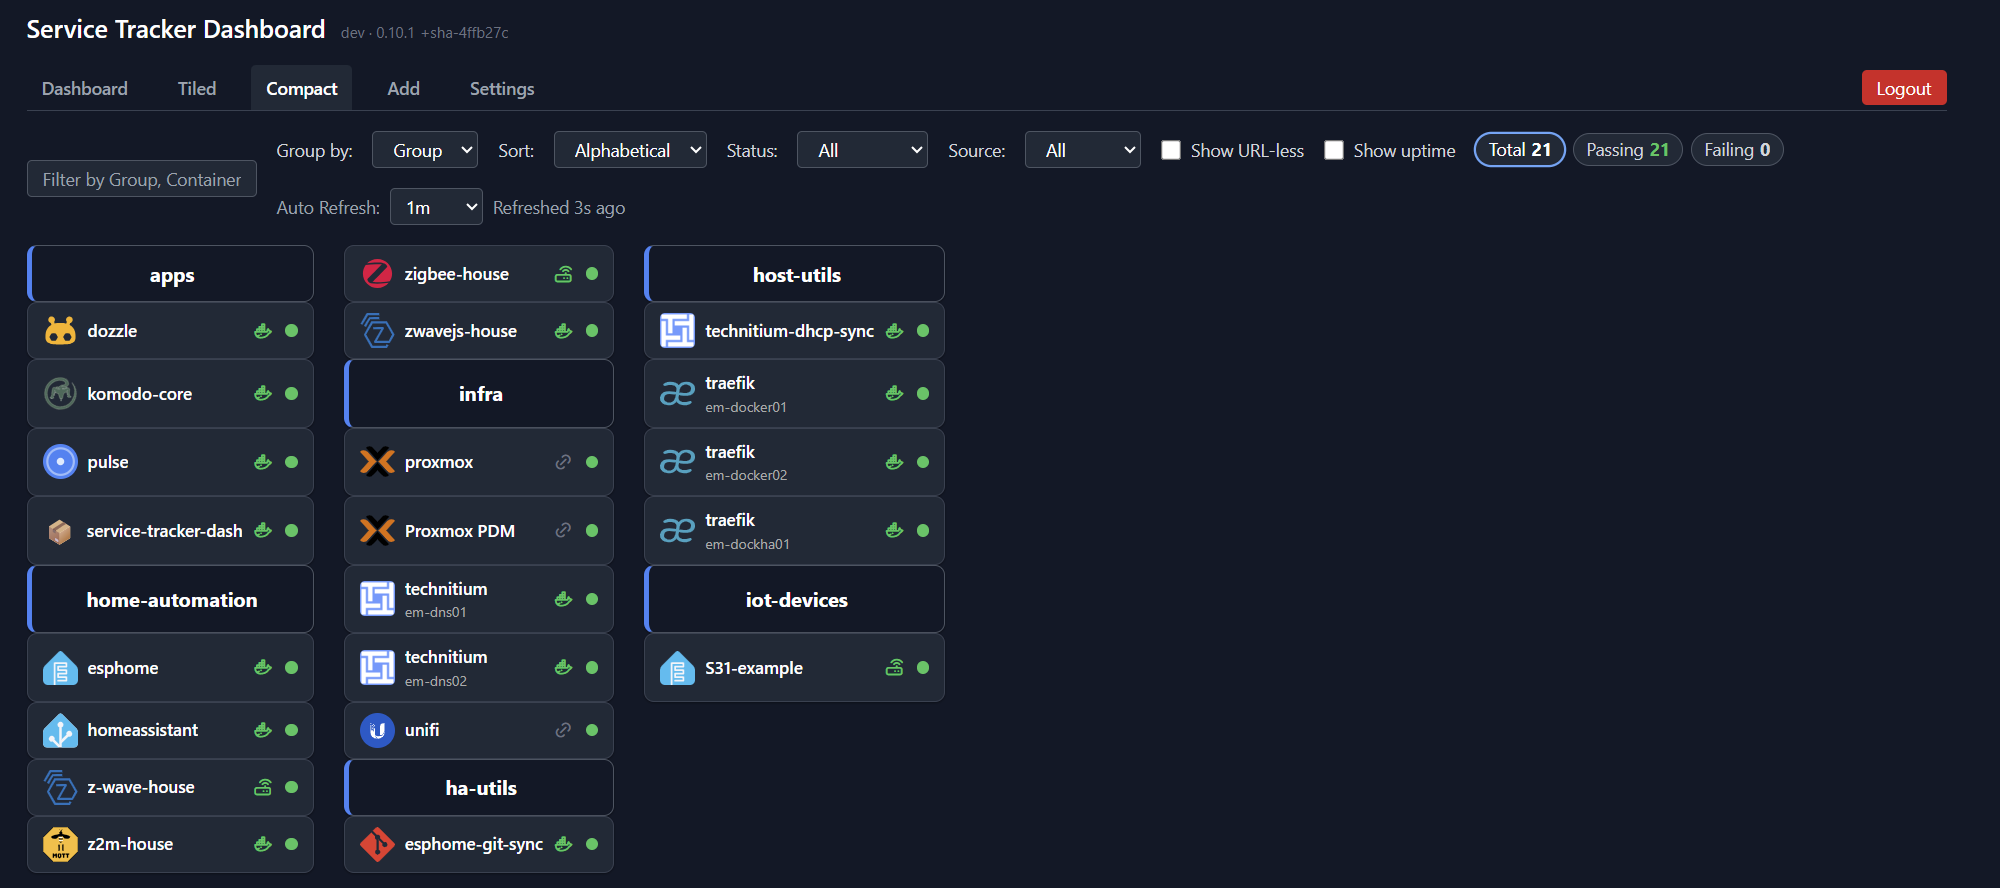 Service Tracker Dashboard dev · 0.10.1 +sha-4ffb27c
Dashboard Tiled Compact Add Settings Logout
Filter by Group, Container
Group by: Group Sort: Alphabetical Status: All Source: All Show URL-less Show uptime Total 21 Passing 21 Failing 0
Auto Refresh: 1m Refreshed 3s ago
apps
dozzle
komodo-core
pulse
service-tracker-dash
home-automation
esphome
homeassistant
z-wave-house
MQTT
z2m-house
zigbee-house
zwavejs-house
infra
proxmox
Proxmox PDM
technitium
em-dns01
technitium
em-dns02
unifi
ha-utils
esphome-git-sync
host-utils
technitium-dhcp-sync
traefik
em-docker01
traefik
em-docker02
traefik
em-dockha01
iot-devices
S31-example